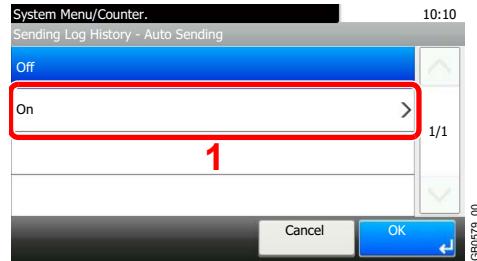 System Menu/Counter. 10:10
Sending Log History - Auto Sending
Off
On
1/1
1
Cancel OK
GB0579_00